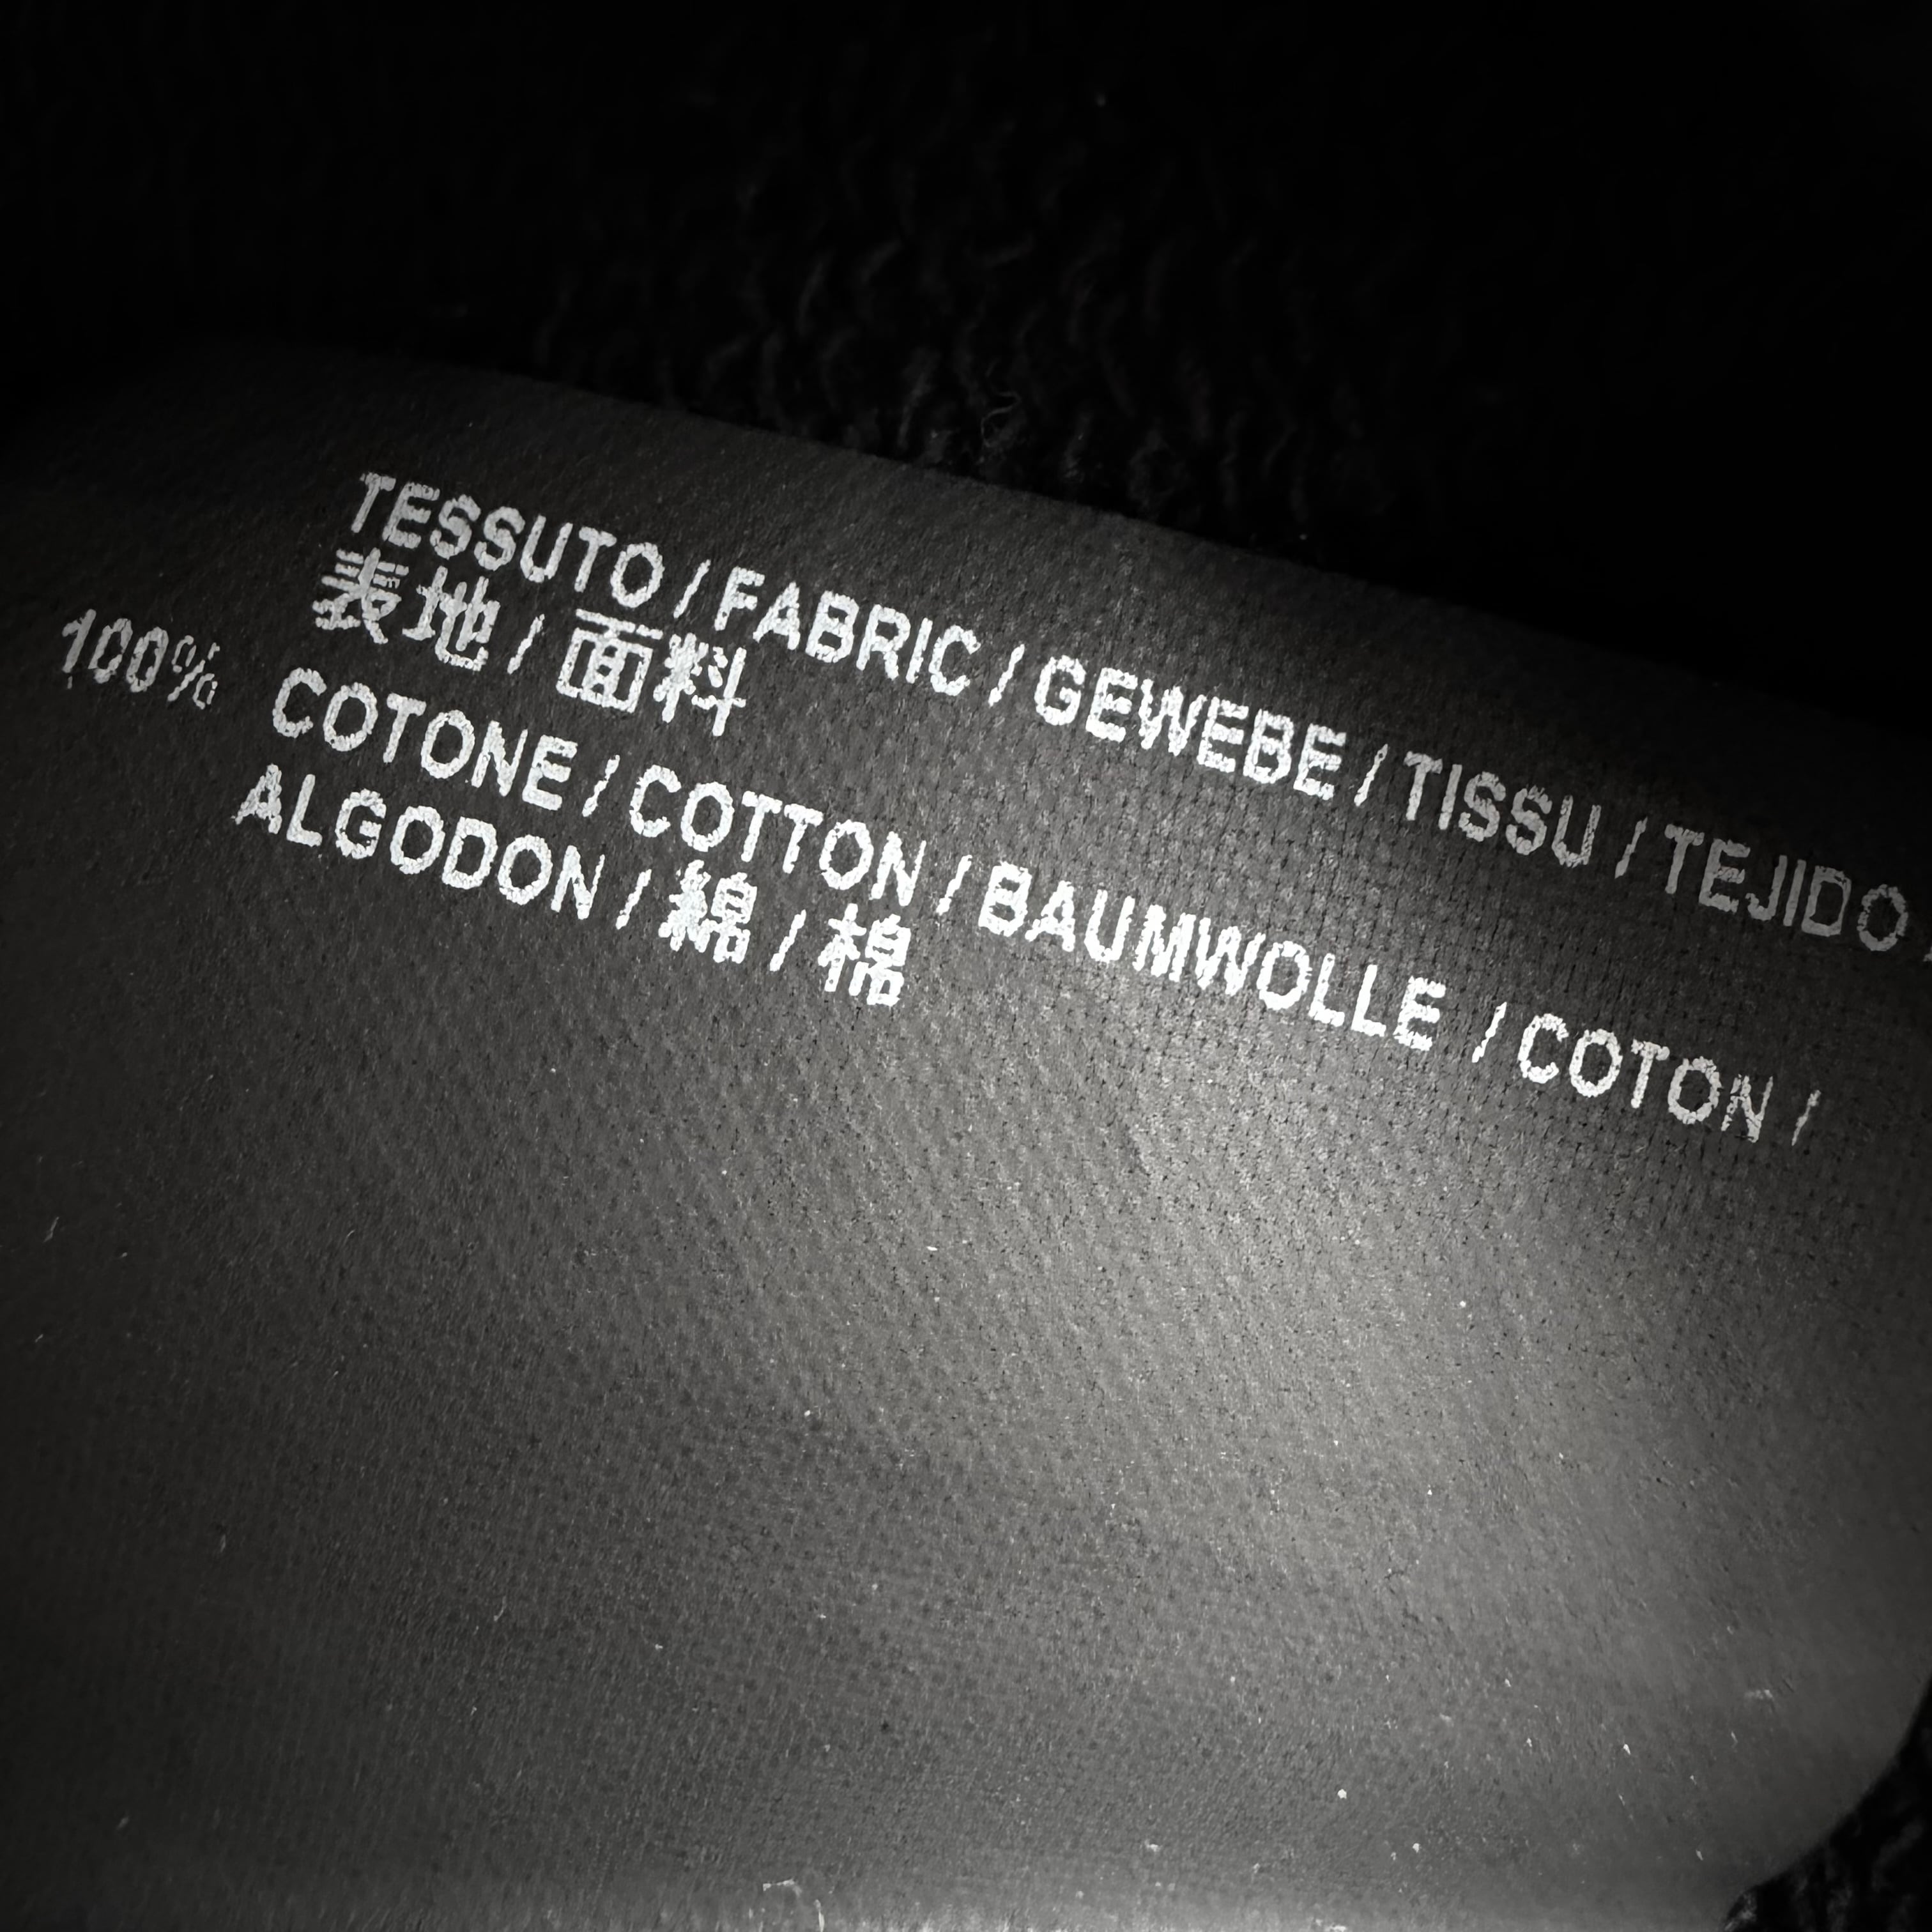 TESSUTO / FABRIC / GEWEBE / TISSU / TEJIDO /
表地 / 面料
100% COTONE / COTTON / BAUMWOLLE / COTON /
ALGODON / 綿 / 棉